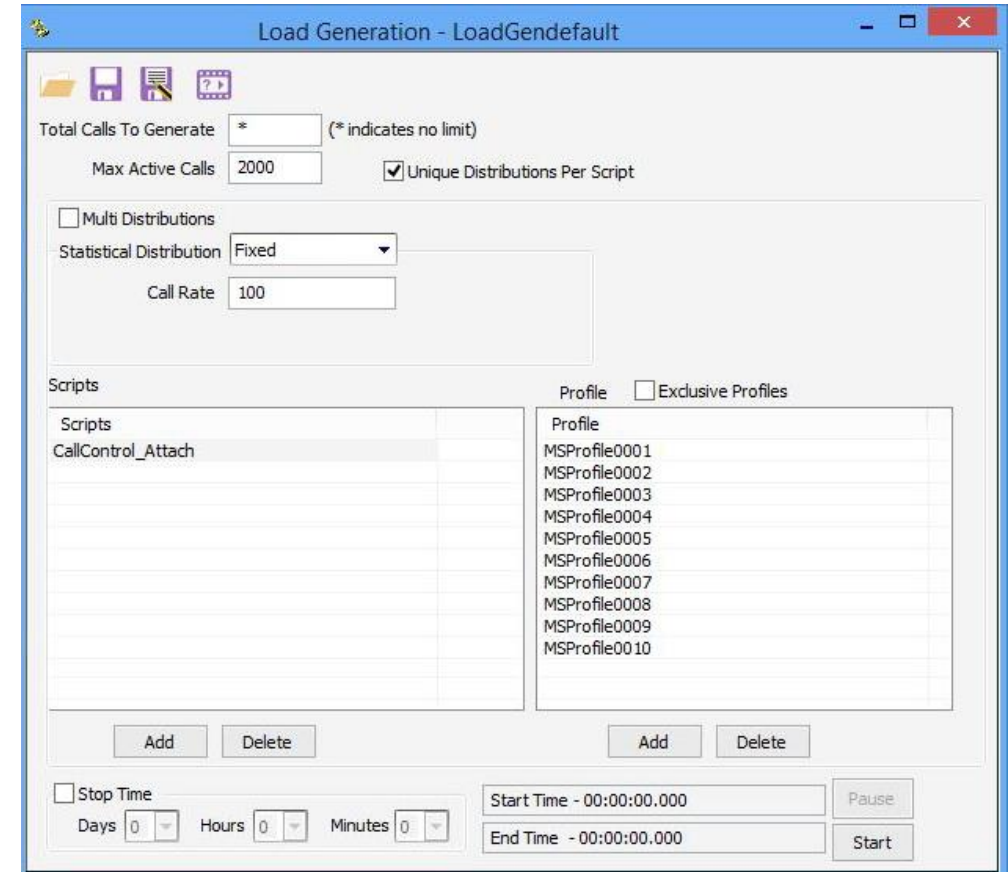 Load Generation - LoadGendefault
Total Calls To Generate * (* indicates no limit)
Max Active Calls 2000 Unique Distributions Per Script
Multi Distributions
Statistical Distribution Fixed
Call Rate 100
Scripts Profile Exclusive Profiles
Scripts Profile
CallControl_Attach MSProfile0001
MSProfile0002
MSProfile0003
MSProfile0004
MSProfile0005
MSProfile0006
MSProfile0007
MSProfile0008
MSProfile0009
MSProfile0010
Add Delete Add Delete
Stop Time Start Time - 00:00:00.000 Pause
Days 0 Hours 0 Minutes 0 End Time - 00:00:00.000 Start